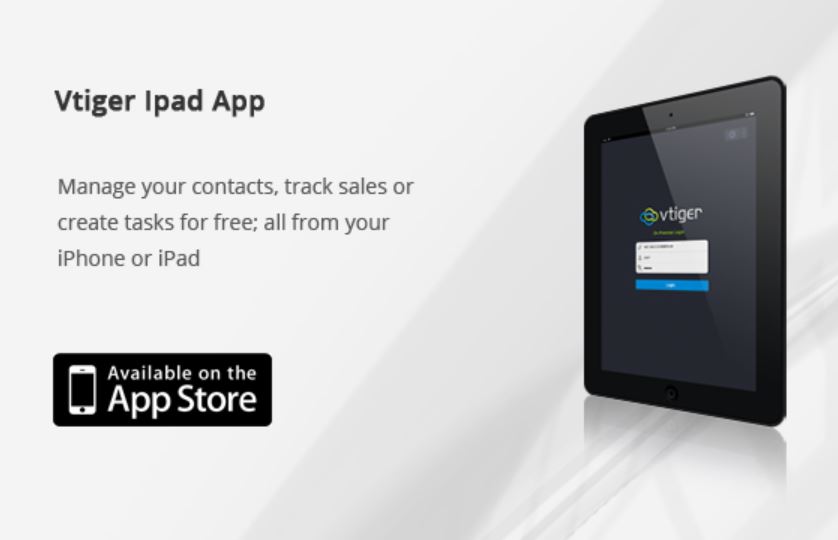 Vtiger Ipad App
Manage your contacts, track sales or
create tasks for free; all from your
iPhone or iPad
Available on the
App Store
vtiger
Login